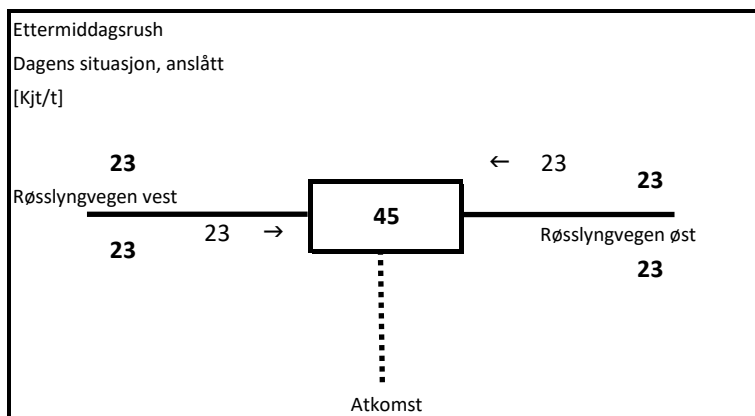 Ettermiddagsrush
Dagens situasjon, anslått
[Kjt/t]
23
← 23
23
Røsslyngvegen vest
45
23 →
23
Røsslyngvegen øst
23
Atkomst